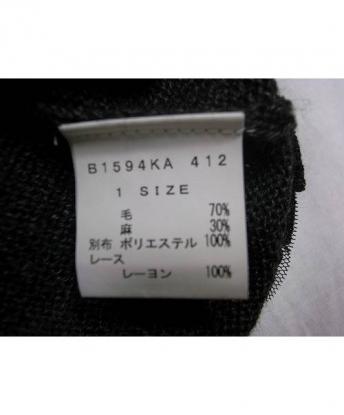 B1594KA 412
1 SIZE
毛 70%
麻 30%
別布 ポリエステル 100%
レース
レーヨン 100%